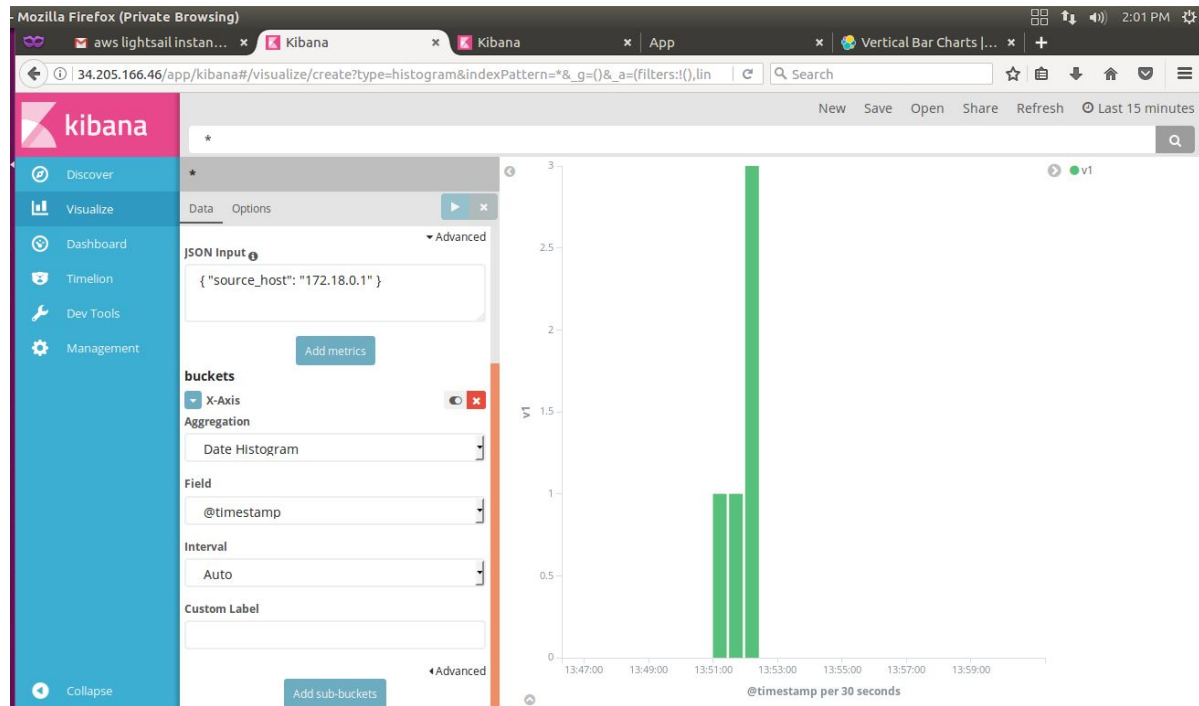 - Mozilla Firefox (Private Browsing)
2:01 PM
aws lightsail instan... ×
Kibana ×
Kibana ×
App ×
Vertical Bar Charts |... ×
+
34.205.166.46/app/kibana#/visualize/create?type=histogram&indexPattern=*&_g=()&_a=(filters:!(),lin
Search
kibana
New Save Open Share Refresh Last 15 minutes
*
Discover
Visualize
Dashboard
Timelion
Dev Tools
Management
Collapse
*
Data Options
Advanced
JSON Input
{ "source_host": "172.18.0.1" }
Add metrics
buckets
X-Axis
Aggregation
Date Histogram
Field
@timestamp
Interval
Auto
Custom Label
Advanced
Add sub-buckets
v1
3
2.5
2
1.5
1
0.5
0
13:47:00 13:49:00 13:51:00 13:53:00 13:55:00 13:57:00 13:59:00
@timestamp per 30 seconds
v1